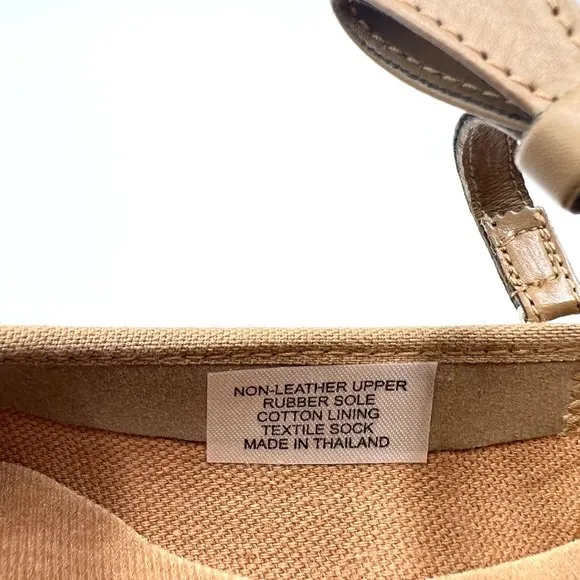 NON-LEATHER UPPER
RUBBER SOLE
COTTON LINING
TEXTILE SOCK
MADE IN THAILAND